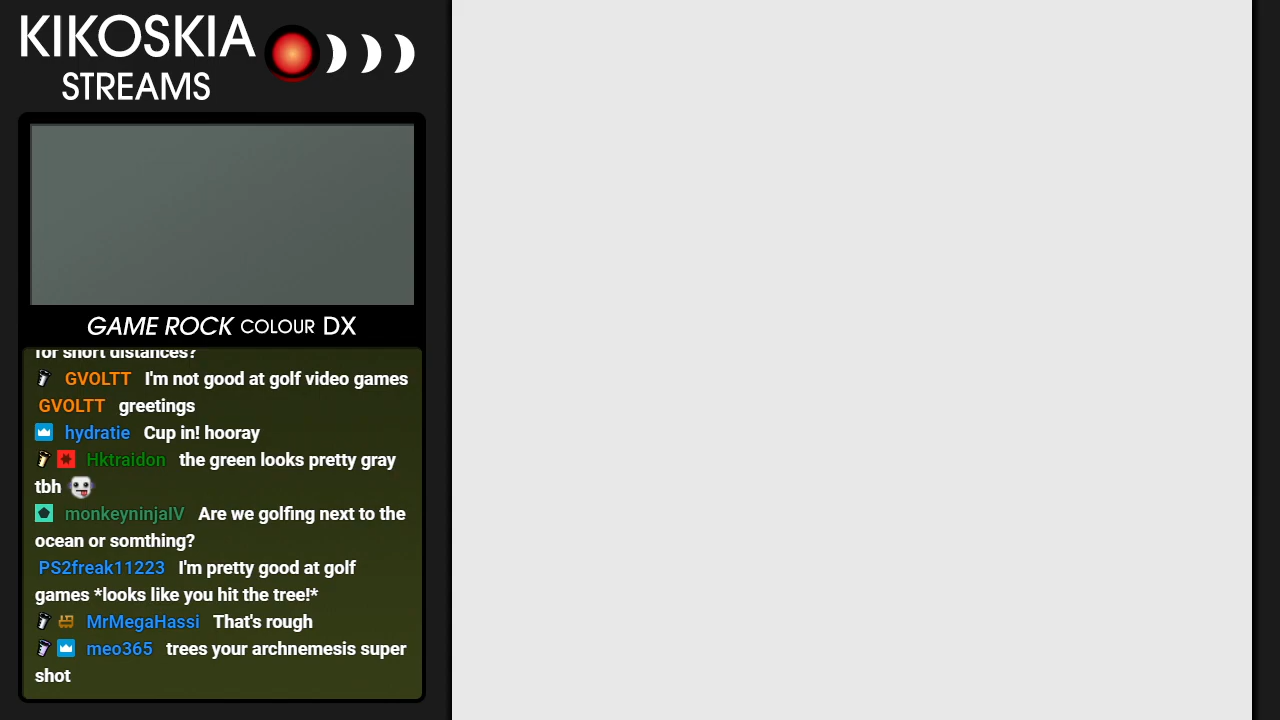 KIKOSKIA
STREAMS
GAME ROCK COLOUR DX
for short distances?
GVOLTT I'm not good at golf video games
GVOLTT greetings
hydratie Cup in! hooray
Hktraidon the green looks pretty gray
tbh
monkeyninjaIV Are we golfing next to the
ocean or somthing?
PS2freak11223 I'm pretty good at golf
games *looks like you hit the tree!*
MrMegaHassi That's rough
meo365 trees your archnemesis super
shot